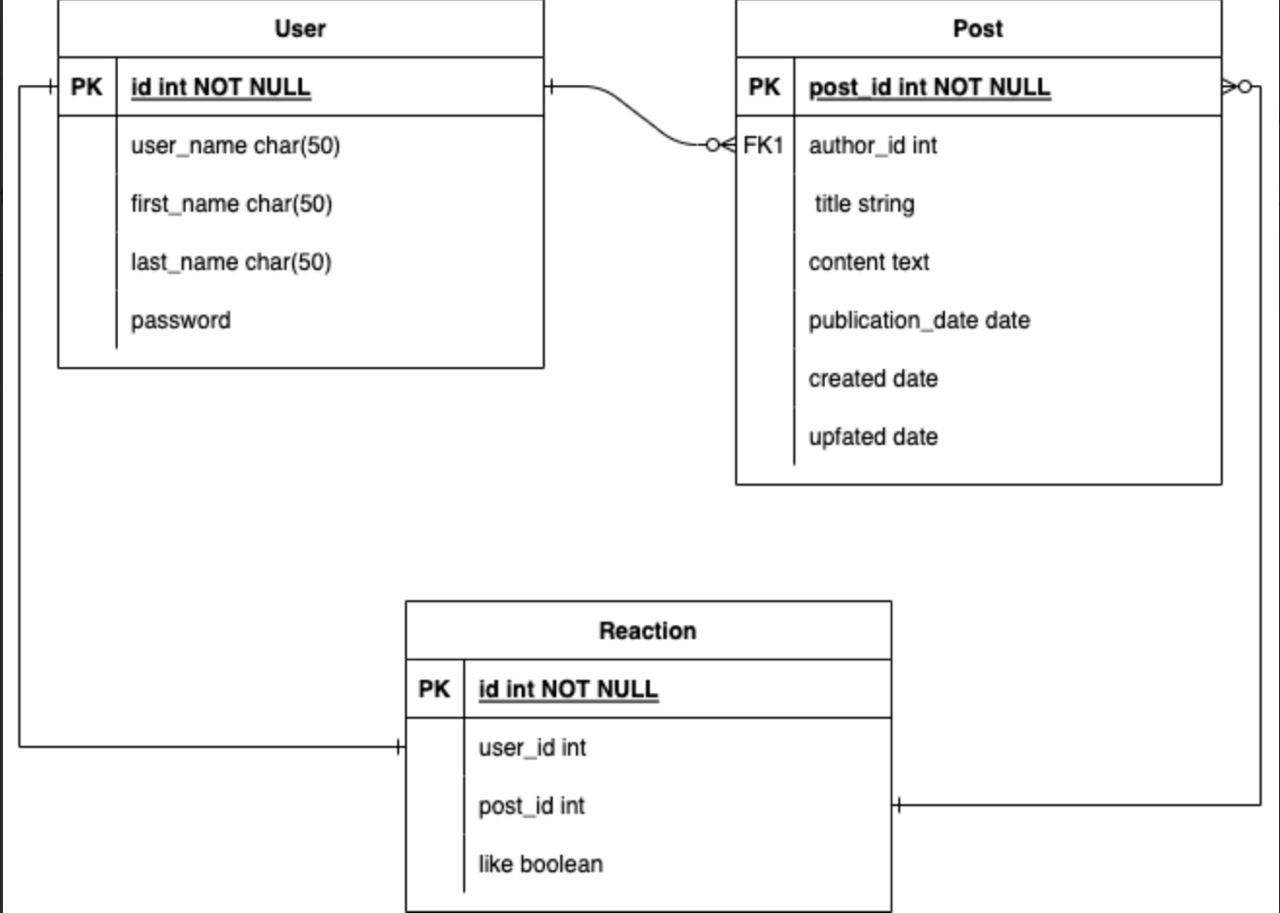 User
PK id int NOT NULL
user_name char(50)
first_name char(50)
last_name char(50)
password
Post
PK post_id int NOT NULL
FK1 author_id int
title string
content text
publication_date date
created date
upfated date
Reaction
PK id int NOT NULL
user_id int
post_id int
like boolean